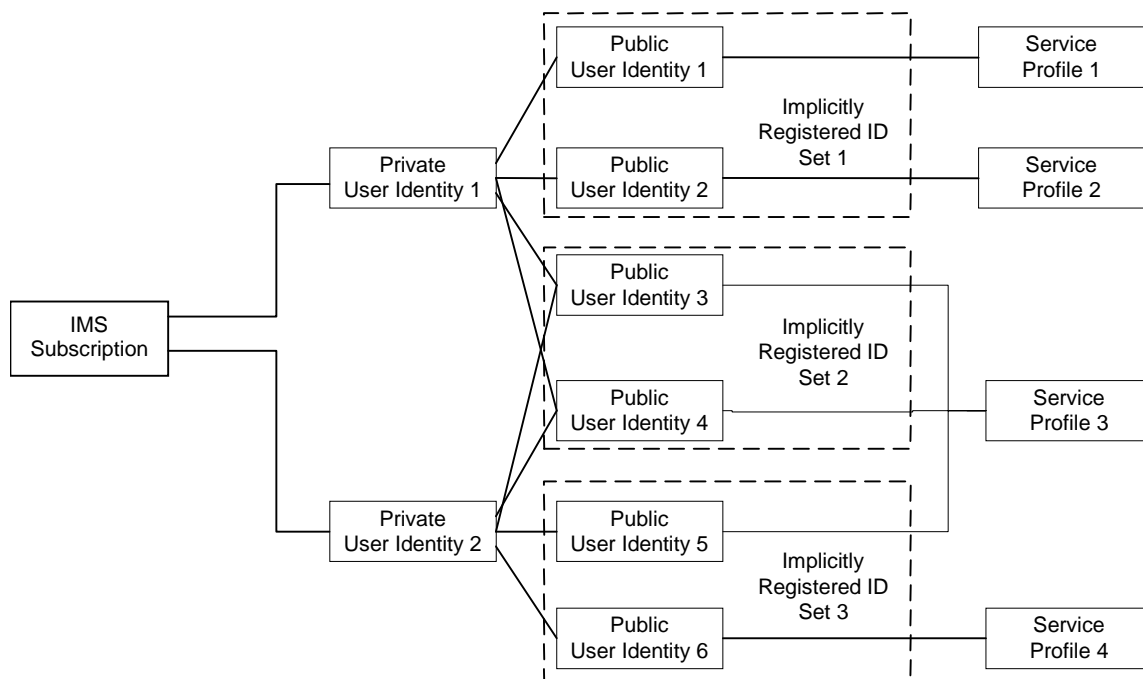 IMS
Subscription
Private
User Identity 1
Private
User Identity 2
Public
User Identity 1
Public
User Identity 2
Implicitly
Registered ID
Set 1
Public
User Identity 3
Public
User Identity 4
Implicitly
Registered ID
Set 2
Public
User Identity 5
Public
User Identity 6
Implicitly
Registered ID
Set 3
Service
Profile 1
Service
Profile 2
Service
Profile 3
Service
Profile 4